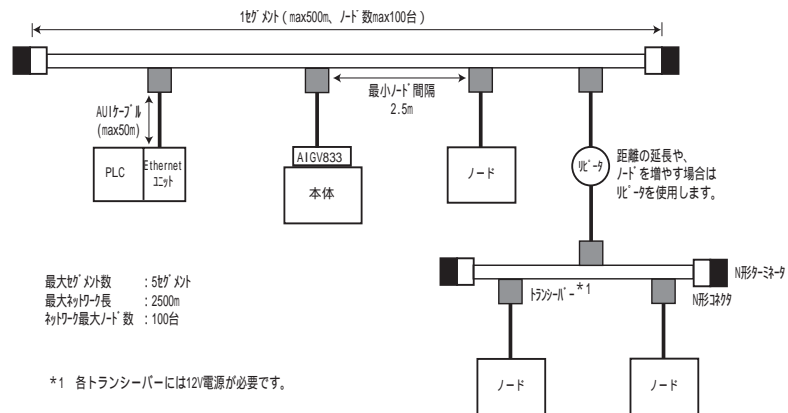 1ｾｸﾞﾒﾝﾄ ( max500m、ﾉｰﾄﾞ数max100台 )
最小ﾉｰﾄﾞ間隔
2.5m
AUIｹｰﾌﾞﾙ
(max50m)
PLC
Ethernet
ﾕﾆｯﾄ
AIGV833
本体
ノード
ﾘﾋﾟｰﾀ
距離の延長や、
ﾉｰﾄﾞを増やす場合は
ﾘﾋﾟｰﾀを使用します。
N形ﾀｰﾐﾈｰﾀ
N形ｺﾈｸﾀ
ﾄﾗﾝｼｰﾊﾞｰ*1
ノード
ノード
最大ｾｸﾞﾒﾝﾄ数 : 5ｾｸﾞﾒﾝﾄ
最大ﾈｯﾄﾜｰｸ長 : 2500m
ﾈｯﾄﾜｰｸ最大ﾉｰﾄﾞ数 : 100台
*1 各トランシーバーには12V電源が必要です。